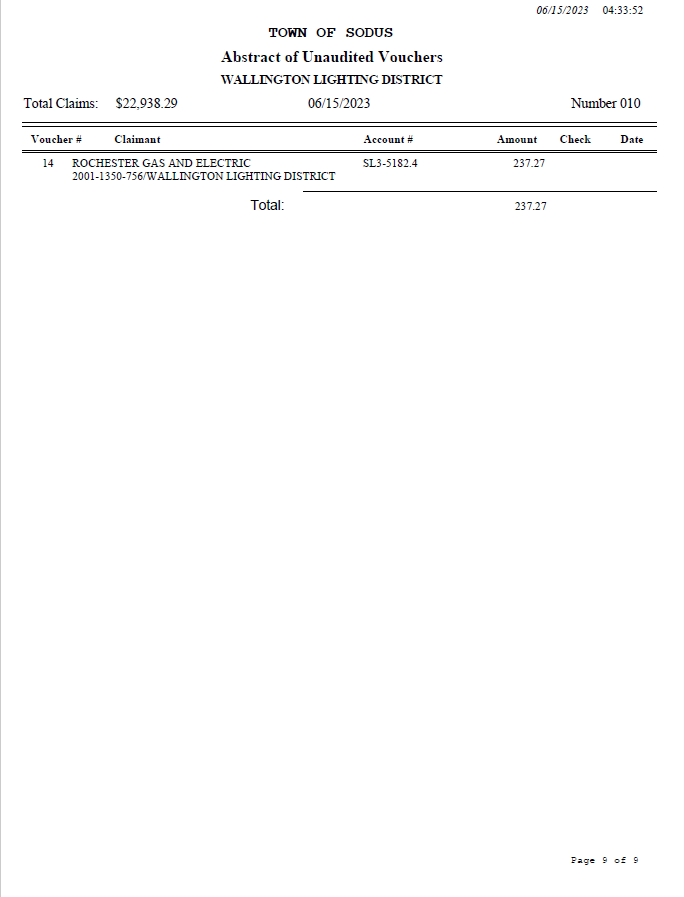 06/15/2023 04:33:52
TOWN OF SODUS
Abstract of Unaudited Vouchers
WALLINGTON LIGHTING DISTRICT
Total Claims: $22,938.29 06/15/2023 Number 010
Voucher # Claimant Account # Amount Check Date
14 ROCHESTER GAS AND ELECTRIC SL3-5182.4 237.27
2001-1350-756/WALLINGTON LIGHTING DISTRICT
Total: 237.27
Page 9 of 9